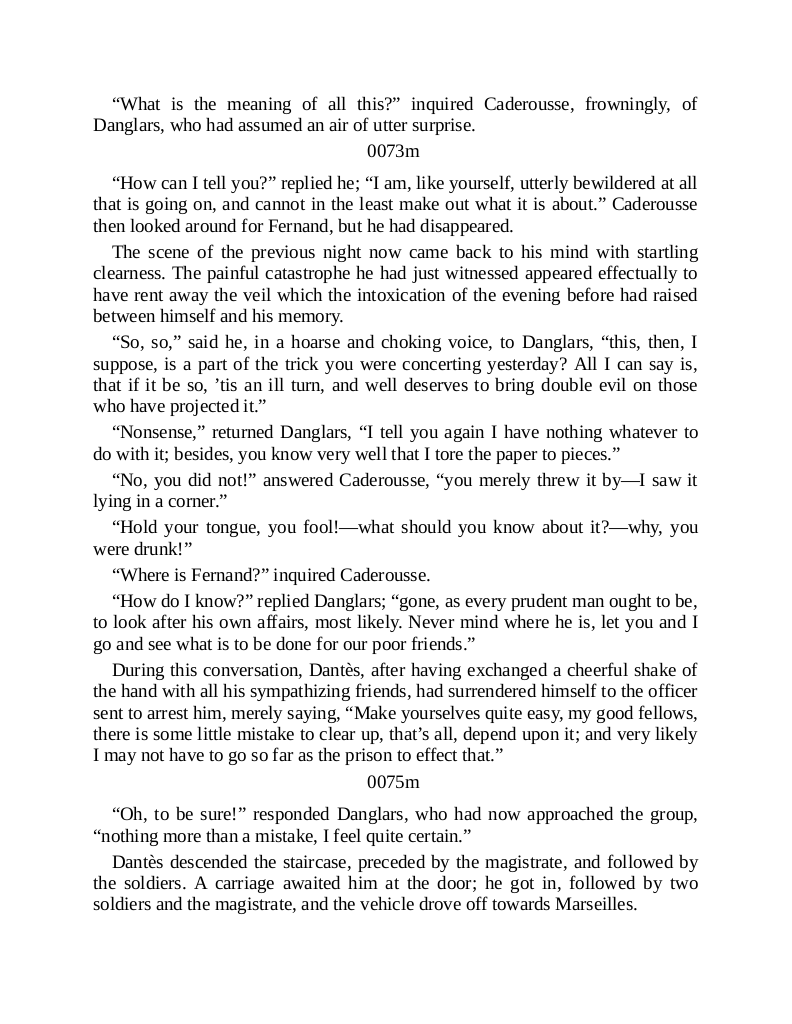 “What is the meaning of all this?” inquired Caderousse, frowningly, of
Danglars, who had assumed an air of utter surprise.
0073m
“How can I tell you?” replied he; “I am, like yourself, utterly bewildered at all
that is going on, and cannot in the least make out what it is about.” Caderousse
then looked around for Fernand, but he had disappeared.
The scene of the previous night now came back to his mind with startling
clearness. The painful catastrophe he had just witnessed appeared effectually to
have rent away the veil which the intoxication of the evening before had raised
between himself and his memory.
“So, so,” said he, in a hoarse and choking voice, to Danglars, “this, then, I
suppose, is a part of the trick you were concerting yesterday? All I can say is,
that if it be so, ’tis an ill turn, and well deserves to bring double evil on those
who have projected it.”
“Nonsense,” returned Danglars, “I tell you again I have nothing whatever to
do with it; besides, you know very well that I tore the paper to pieces.”
“No, you did not!” answered Caderousse, “you merely threw it by—I saw it
lying in a corner.”
“Hold your tongue, you fool!—what should you know about it?—why, you
were drunk!”
“Where is Fernand?” inquired Caderousse.
“How do I know?” replied Danglars; “gone, as every prudent man ought to be,
to look after his own affairs, most likely. Never mind where he is, let you and I
go and see what is to be done for our poor friends.”
During this conversation, Dantès, after having exchanged a cheerful shake of
the hand with all his sympathizing friends, had surrendered himself to the officer
sent to arrest him, merely saying, “Make yourselves quite easy, my good fellows,
there is some little mistake to clear up, that’s all, depend upon it; and very likely
I may not have to go so far as the prison to effect that.”
0075m
“Oh, to be sure!” responded Danglars, who had now approached the group,
“nothing more than a mistake, I feel quite certain.”
Dantès descended the staircase, preceded by the magistrate, and followed by
the soldiers. A carriage awaited him at the door; he got in, followed by two
soldiers and the magistrate, and the vehicle drove off towards Marseilles.